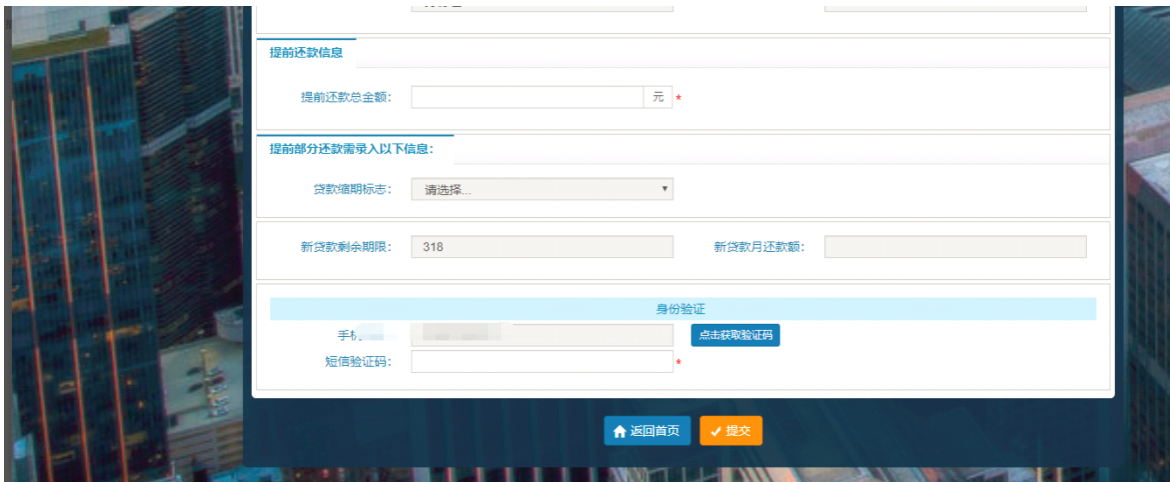 提前还款信息
提前还款总金额： 元 *
提前部分还款需录入以下信息：
贷款缩期标志： 请选择... ▼
新贷款剩余期限： 318 新贷款月还款额：
身份验证
手机 点击获取验证码
短信验证码： *
返回首页 提交